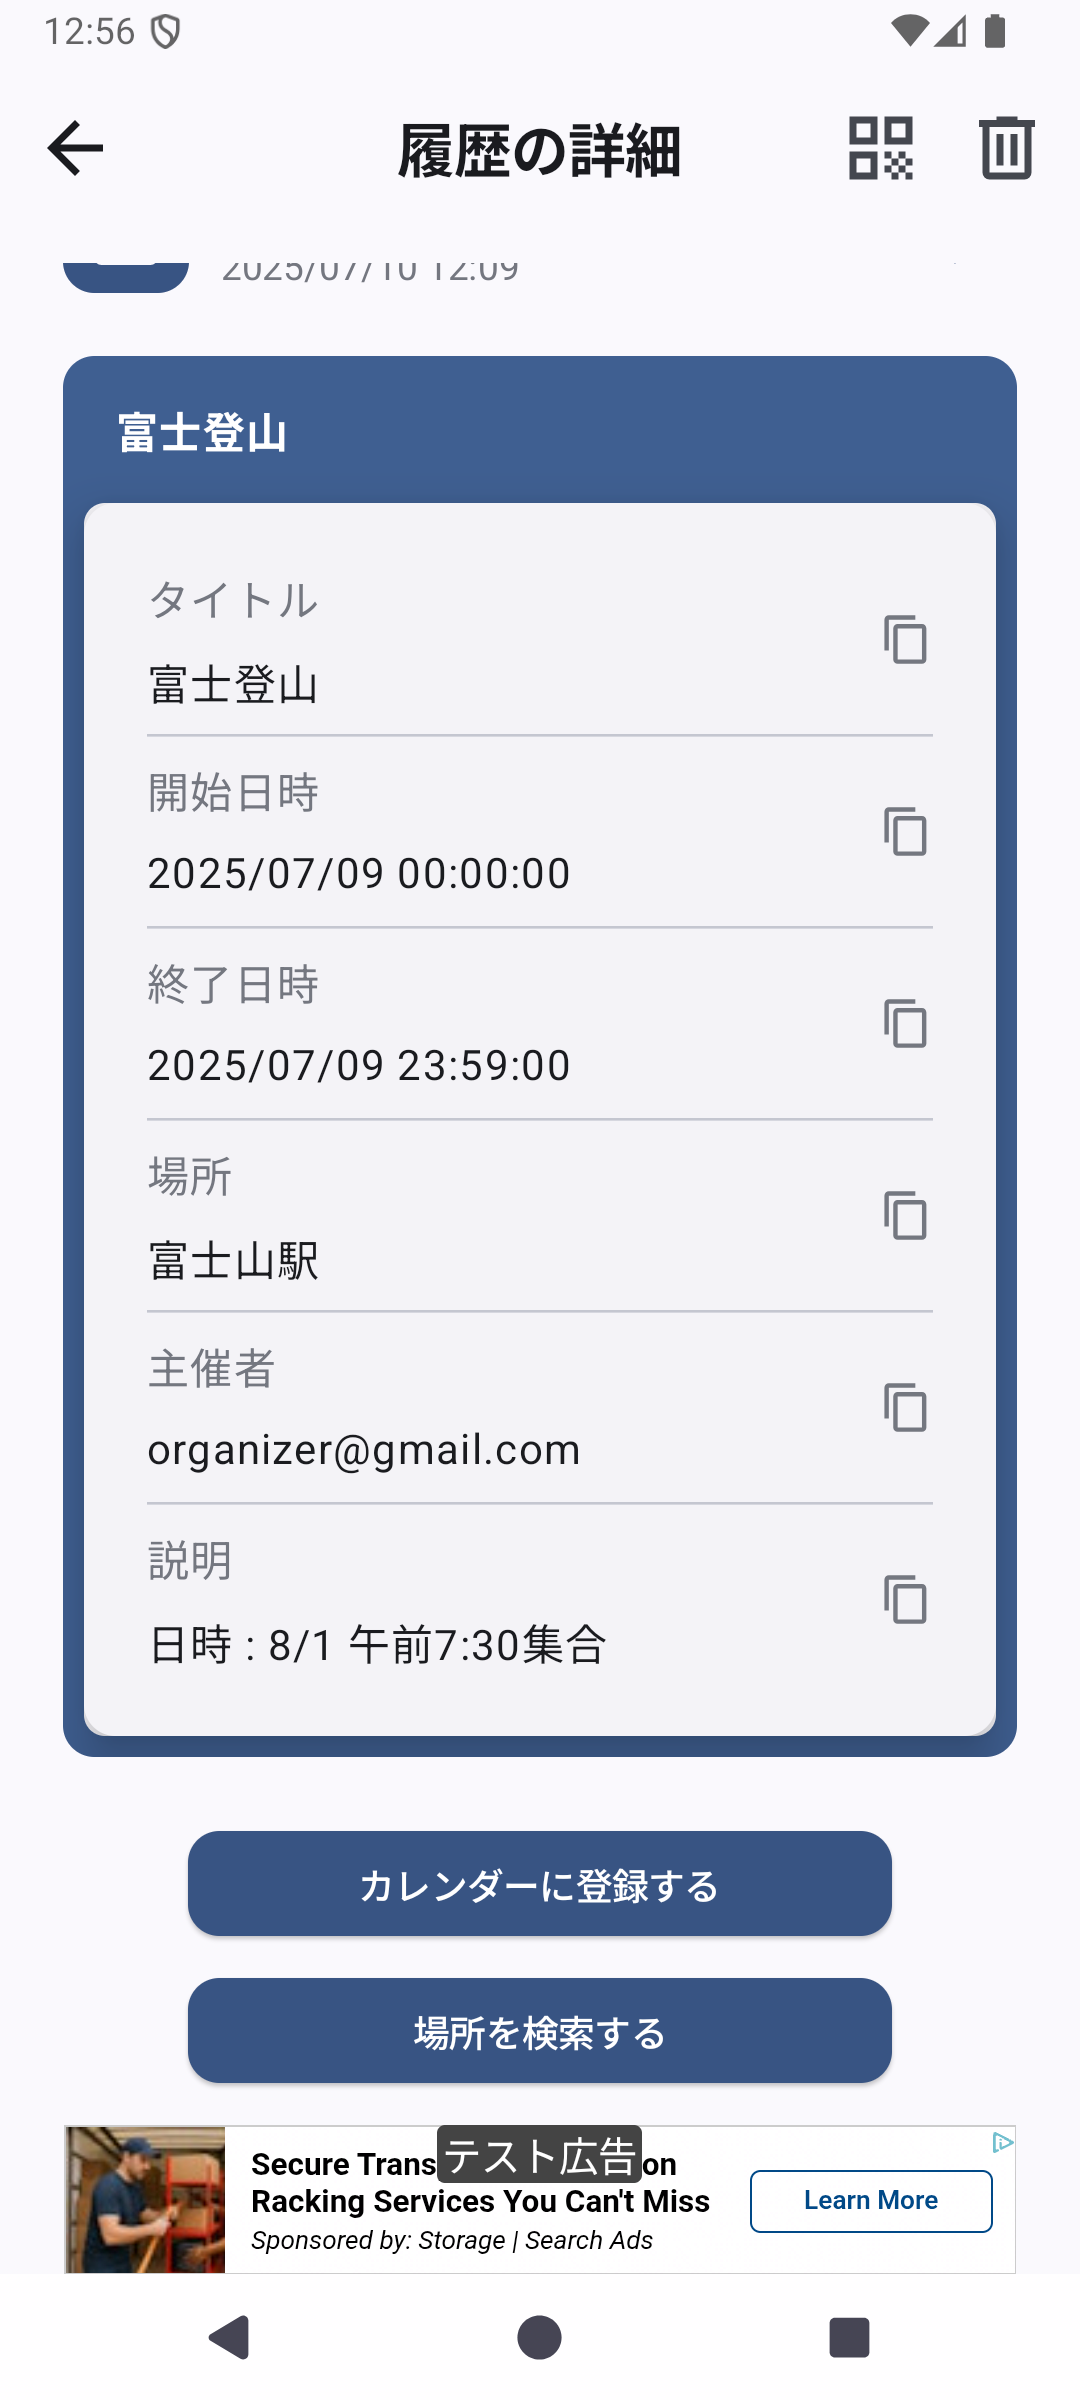 12:56
履歴の詳細
2025/07/10 12:09
富士登山
タイトル
富士登山
開始日時
2025/07/09 00:00:00
終了日時
2025/07/09 23:59:00
場所
富士山駅
主催者
organizer@gmail.com
説明
日時 : 8/1 午前7:30集合
カレンダーに登録する
場所を検索する
テスト広告
Secure Trans on
Racking Services You Can't Miss
Sponsored by: Storage | Search Ads
Learn More